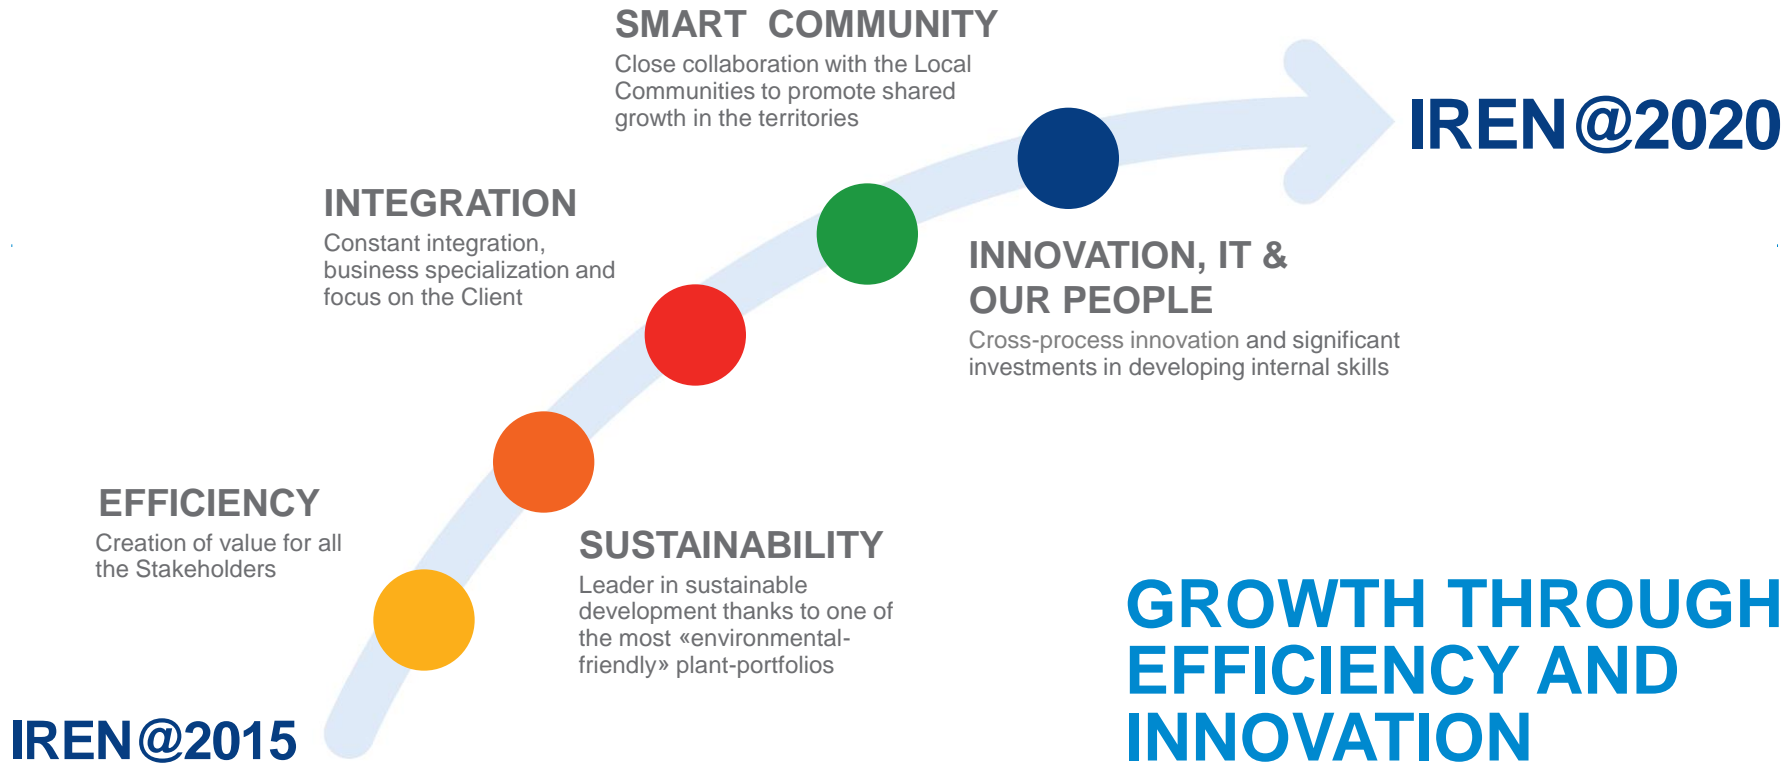 SMART COMMUNITY
Close collaboration with the Local
Communities to promote shared
growth in the territories
IREN@2020
INTEGRATION
Constant integration,
business specialization and
focus on the Client
INNOVATION, IT &
OUR PEOPLE
Cross-process innovation and significant
investments in developing internal skills
EFFICIENCY
Creation of value for all
the Stakeholders
SUSTAINABILITY
Leader in sustainable
development thanks to one of
the most «environmental-
friendly» plant-portfolios
GROWTH THROUGH
EFFICIENCY AND
INNOVATION
IREN@2015